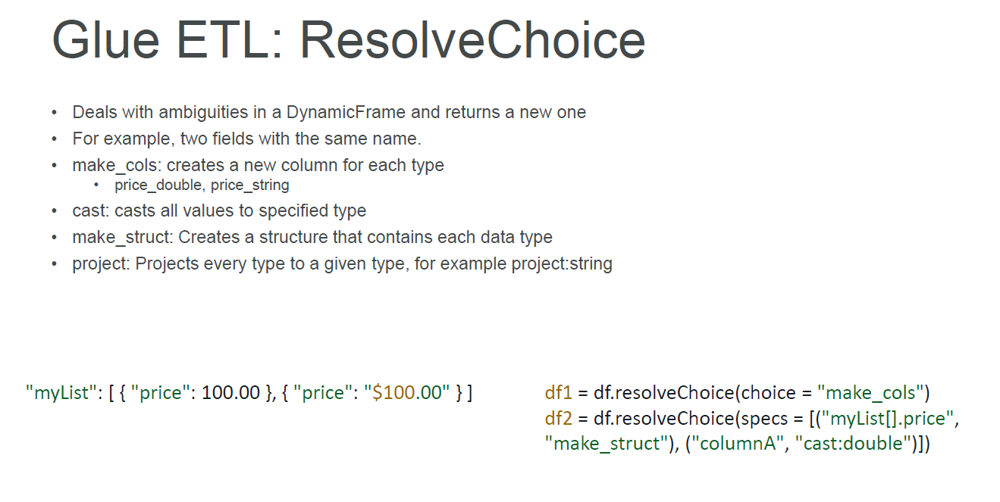 Glue ETL: ResolveChoice
• Deals with ambiguities in a DynamicFrame and returns a new one
• For example, two fields with the same name.
• make_cols: creates a new column for each type
• price_double, price_string
• cast: casts all values to specified type
• make_struct: Creates a structure that contains each data type
• project: Projects every type to a given type, for example project:string
"myList": [ { "price": 100.00 }, { "price": "$100.00" } ]
df1 = df.resolveChoice(choice = "make_cols")
df2 = df.resolveChoice(specs = [("myList[].price",
"make_struct"), ("columnA", "cast:double")])